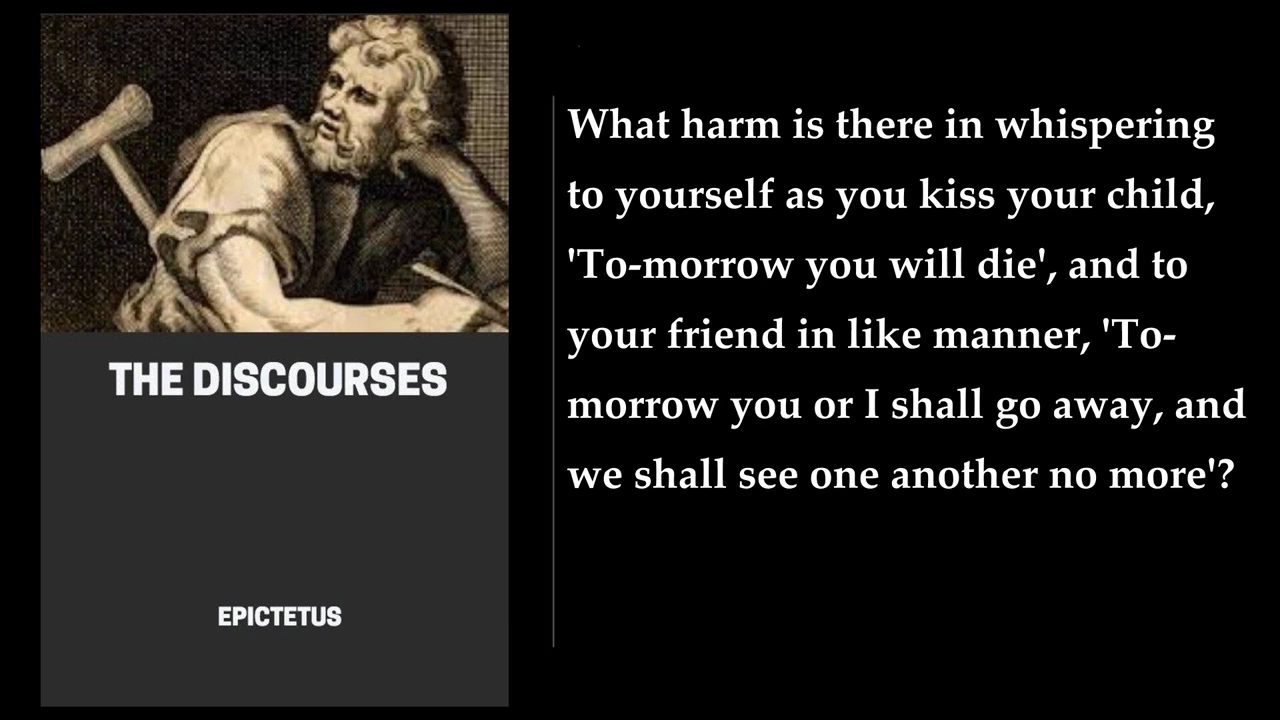 THE DISCOURSES
EPICTETUS
What harm is there in whispering
to yourself as you kiss your child,
'To-morrow you will die', and to
your friend in like manner, 'To-
morrow you or I shall go away, and
we shall see one another no more'?